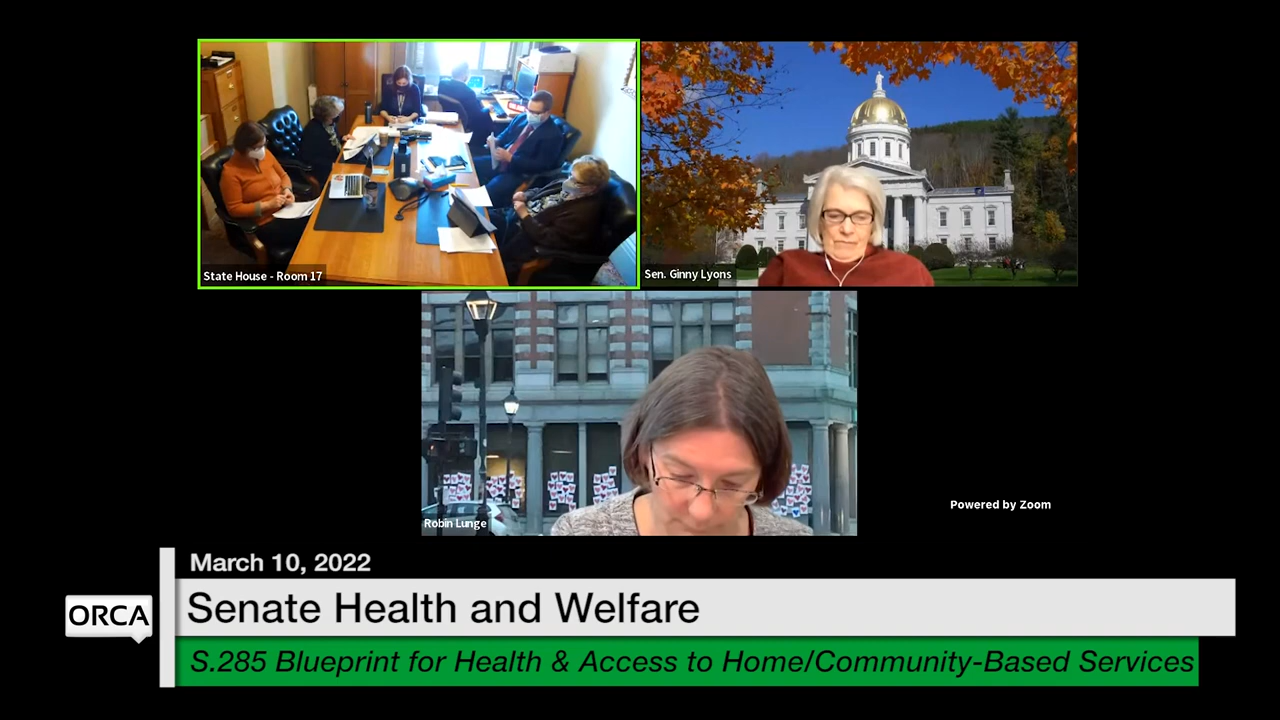 State House - Room 17
Sen. Ginny Lyons
Robin Lunge
Powered by Zoom
March 10, 2022
ORCA
Senate Health and Welfare
S.285 Blueprint for Health & Access to Home/Community-Based Services